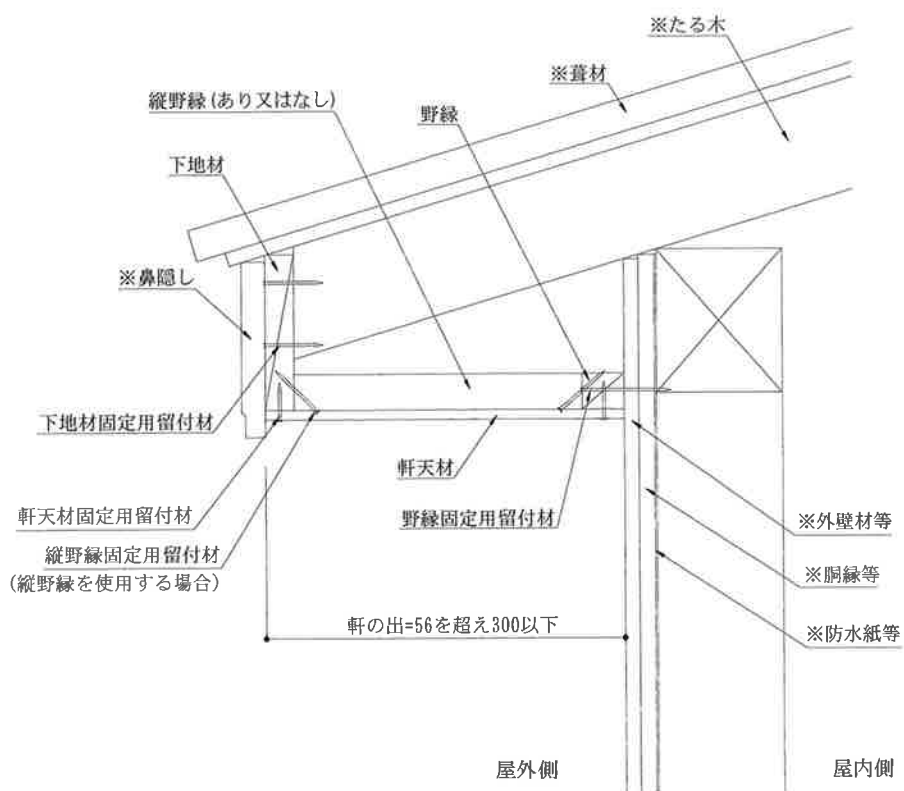 ※たる木
※葺材
縦野縁(あり又はなし)
野縁
下地材
※鼻隠し
下地材固定用留付材
軒天材
軒天材固定用留付材
野縁固定用留付材
※外壁材等
縦野縁固定用留付材
(縦野縁を使用する場合)
※胴縁等
軒の出=56を超え300以下
※防水紙等
屋外側
屋内側